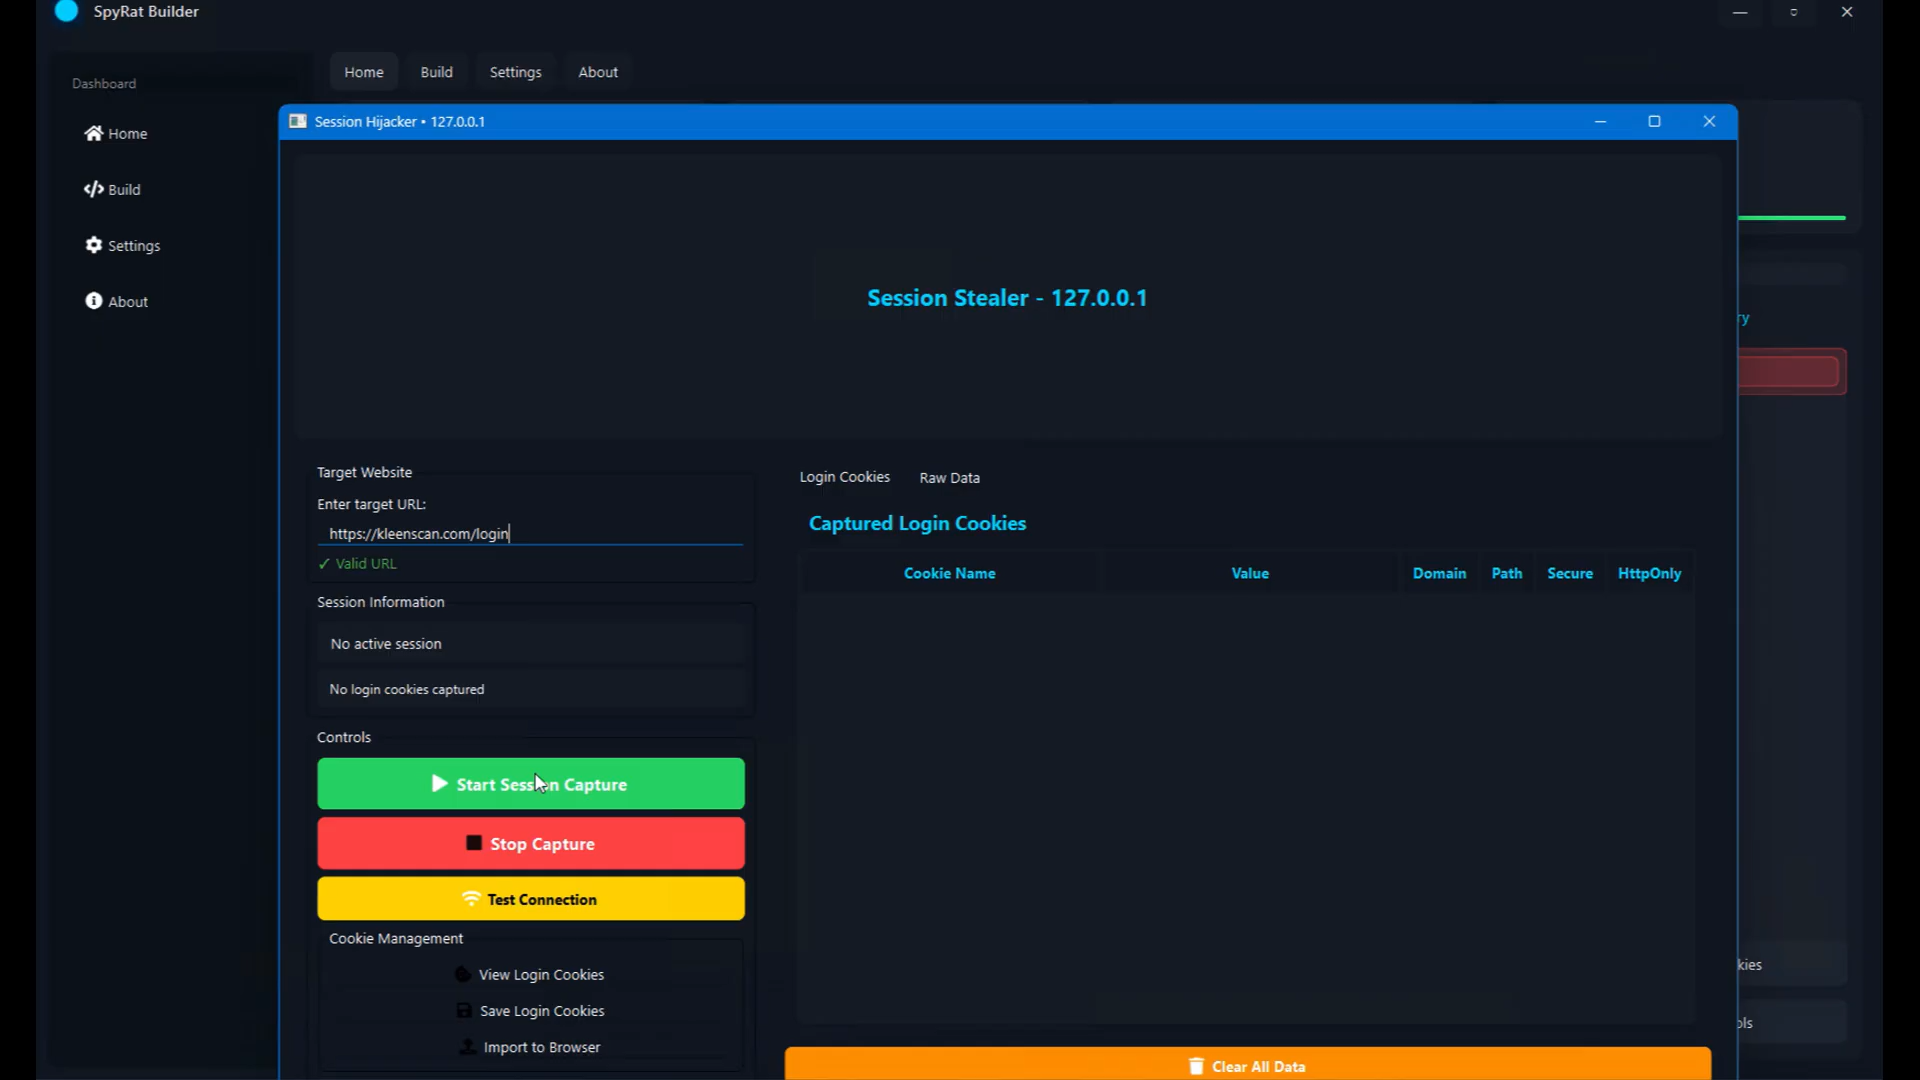 SpyRat Builder
Home Build Settings About
Dashboard
Home
Build
Settings
About
Session Hijacker • 127.0.0.1
Session Stealer - 127.0.0.1
Target Website
Enter target URL:
https://kleenscan.com/login
✓ Valid URL
Session Information
No active session
No login cookies captured
Controls
Start Session Capture
Stop Capture
Test Connection
Cookie Management
View Login Cookies
Save Login Cookies
Import to Browser
Login Cookies Raw Data
Captured Login Cookies
Cookie Name Value Domain Path Secure HttpOnly
Clear All Data
ry
kies
ols